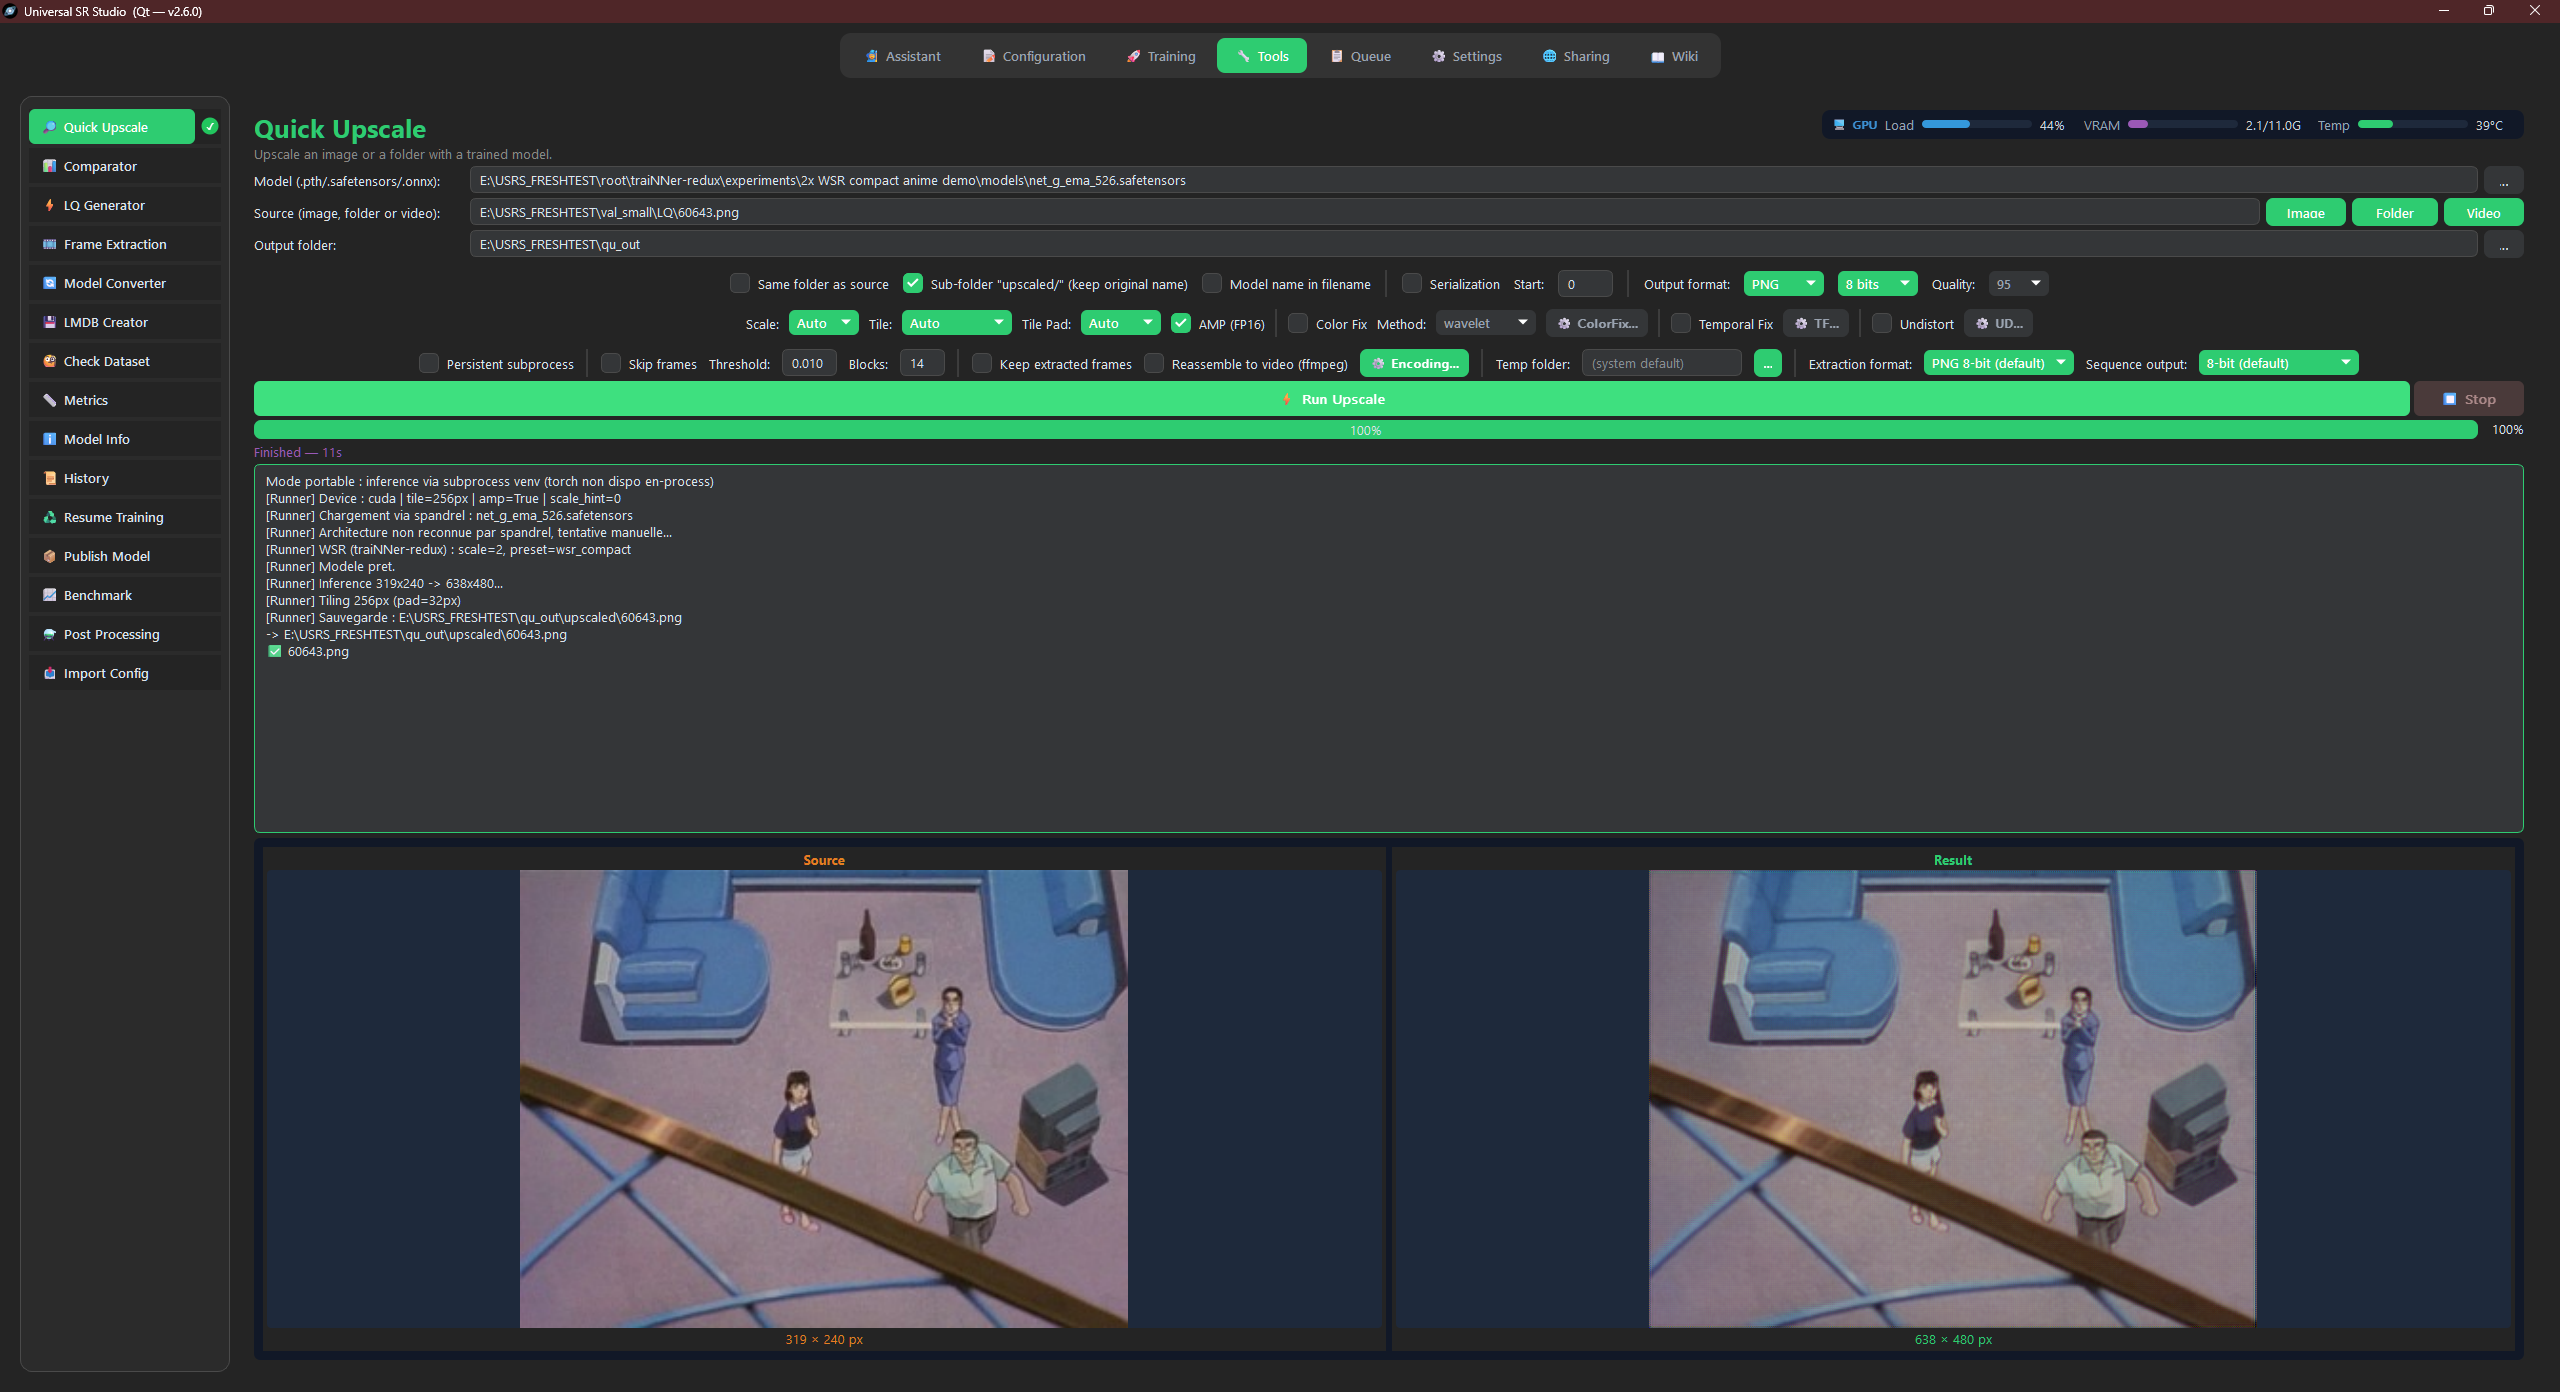 Universal SR Studio (Qt — v2.6.0)
Assistant Configuration Training Tools Queue Settings Sharing Wiki
Quick Upscale
Comparator
LQ Generator
Frame Extraction
Model Converter
LMDB Creator
Check Dataset
Metrics
Model Info
History
Resume Training
Publish Model
Benchmark
Post Processing
Import Config
Quick Upscale
GPU Load 44% VRAM 2.1/11.0G Temp 39°C
Upscale an image or a folder with a trained model.
Model (.pth/.safetensors/.onnx): E:\USRS_FRESHTEST\root\traiNNer-redux\experiments\2x WSR compact anime demo\models\net_g_ema_526.safetensors ...
Source (image, folder or video): E:\USRS_FRESHTEST\val_small\LQ\60643.png Image Folder Video
Output folder: E:\USRS_FRESHTEST\qu_out ...
Same folder as source Sub-folder "upscaled/" (keep original name) Model name in filename Serialization Start: 0 Output format: PNG 8 bits Quality: 95
Scale: Auto Tile: Auto Tile Pad: Auto AMP (FP16) Color Fix Method: wavelet ColorFix... Temporal Fix TF... Undistort UD...
Persistent subprocess Skip frames Threshold: 0.010 Blocks: 14 Keep extracted frames Reassemble to video (ffmpeg) Encoding... Temp folder: (system default) ... Extraction format: PNG 8-bit (default) Sequence output: 8-bit (default)
Run Upscale Stop
100% 100%
Finished — 11s
Mode portable : inference via subprocess venv (torch non dispo en-process)
[Runner] Device : cuda | tile=256px | amp=True | scale_hint=0
[Runner] Chargement via spandrel : net_g_ema_526.safetensors
[Runner] Architecture non reconnue par spandrel, tentative manuelle...
[Runner] WSR (traiNNer-redux) : scale=2, preset=wsr_compact
[Runner] Modele pret.
[Runner] Inference 319x240 -> 638x480...
[Runner] Tiling 256px (pad=32px)
[Runner] Sauvegarde : E:\USRS_FRESHTEST\qu_out\upscaled\60643.png
-> E:\USRS_FRESHTEST\qu_out\upscaled\60643.png
60643.png
Source
319 × 240 px
Result
638 × 480 px